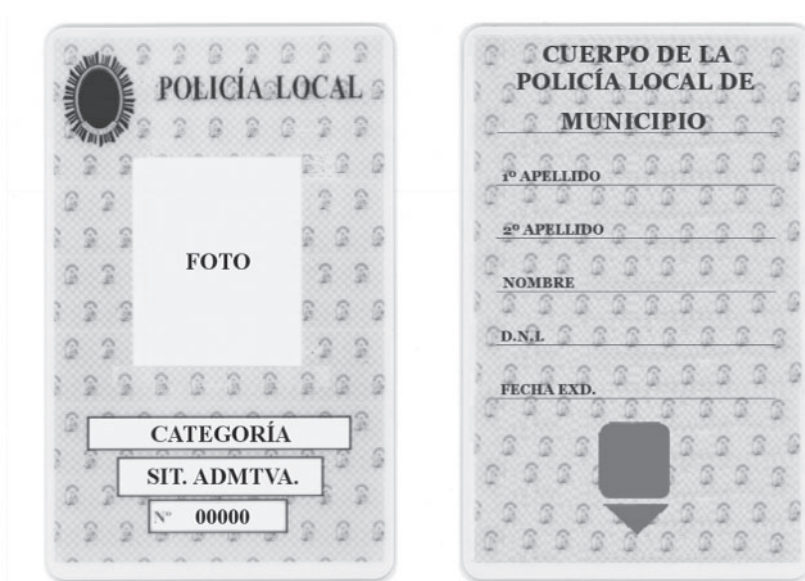 POLICÍA LOCAL
FOTO
CATEGORÍA
SIT. ADMTVA.
Nº 00000
CUERPO DE LA
POLICÍA LOCAL DE
MUNICIPIO
1º APELLIDO
2º APELLIDO
NOMBRE
D.N.I.
FECHA EXD.